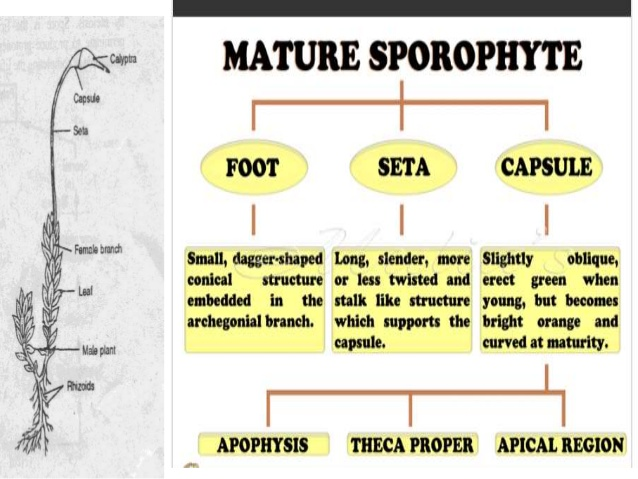 Calyptra
Capsule
Seta
Female branch
Leaf
Male plant
Rhizoids
MATURE SPOROPHYTE
FOOT
SETA
CAPSULE
Small, dagger-shaped
conical structure
embedded in the
archegonial branch.
Long, slender, more
or less twisted and
stalk like structure
which supports the
capsule.
Slightly oblique,
erect green when
young, but becomes
bright orange and
curved at maturity.
APOPHYSIS
THECA PROPER
APICAL REGION